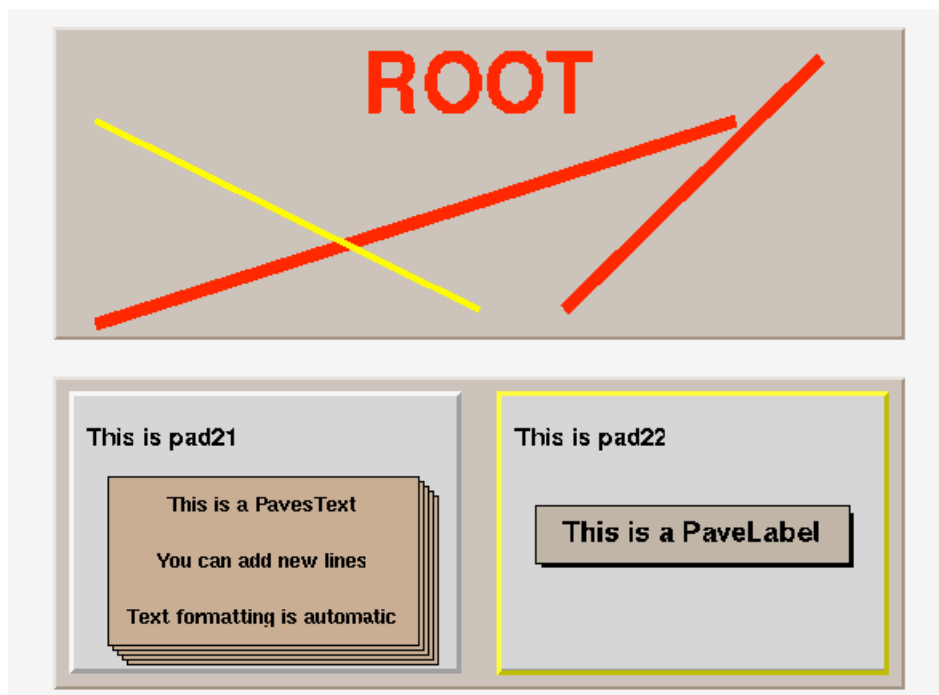 ROOT
This is pad21
This is a PavesText
You can add new lines
Text formatting is automatic
This is pad22
This is a PaveLabel